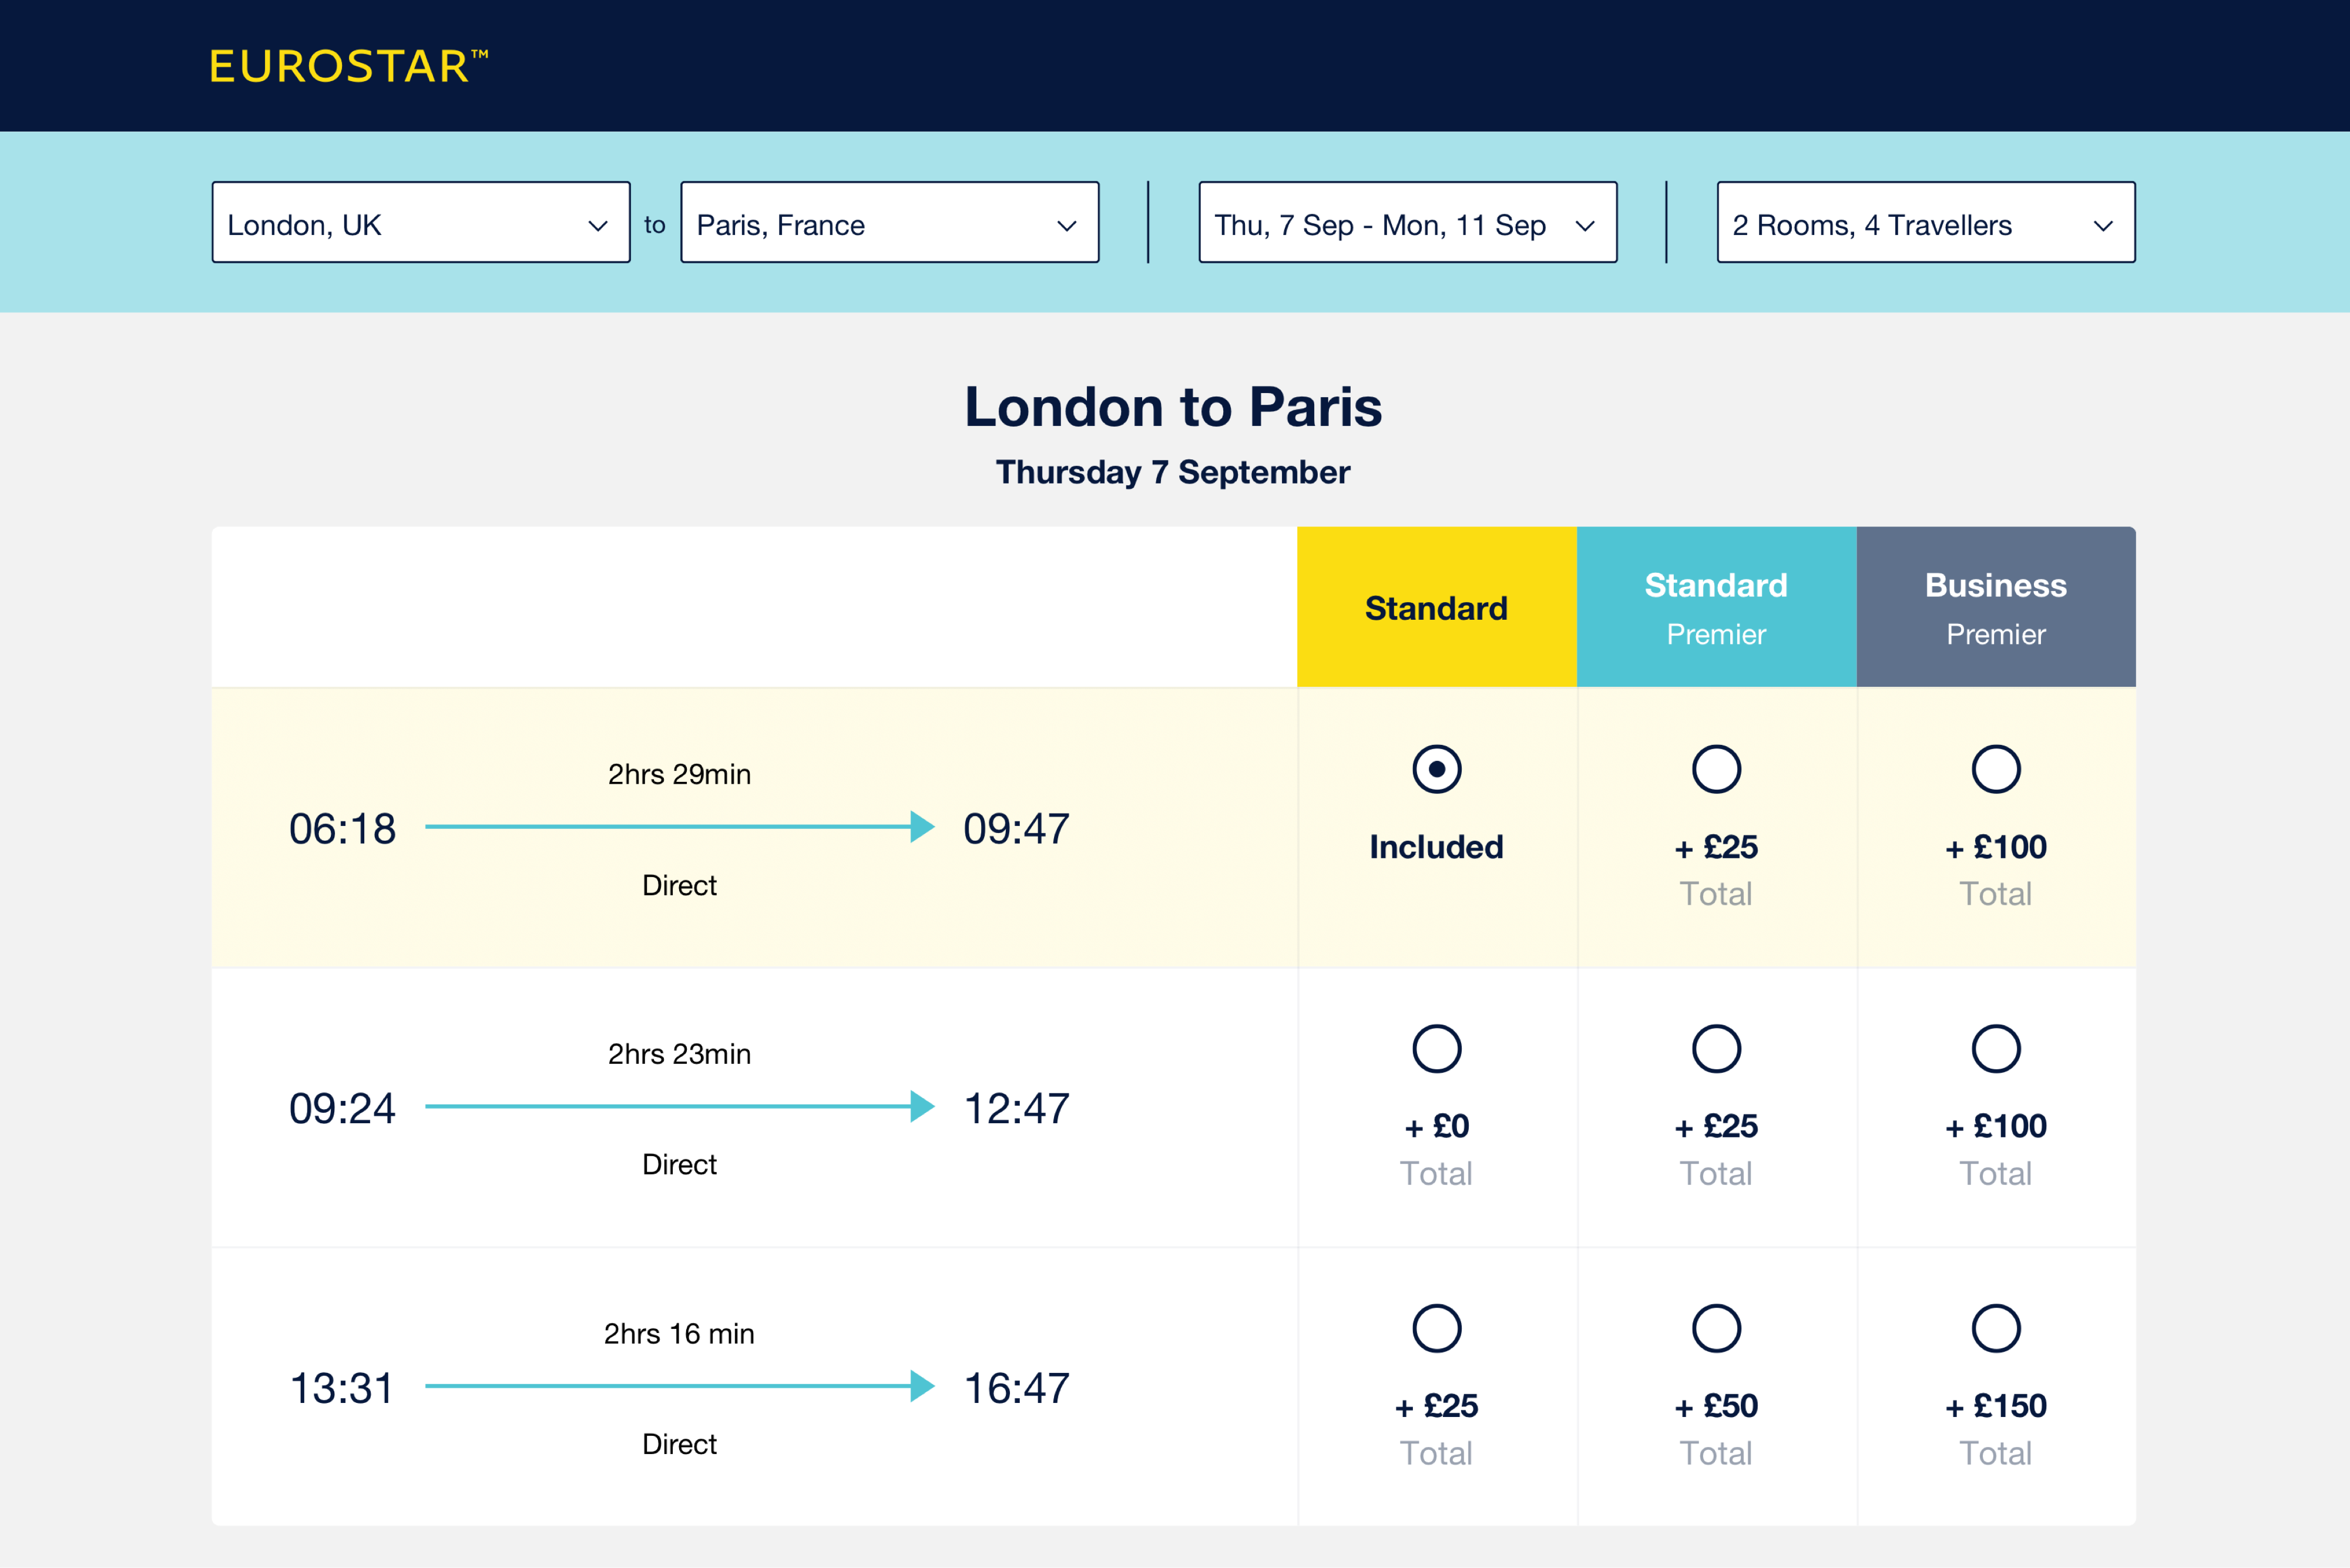 EUROSTAR™
London, UK to Paris, France Thu, 7 Sep - Mon, 11 Sep 2 Rooms, 4 Travellers
London to Paris
Thursday 7 September
Standard
Standard
Premier
Business
Premier
2hrs 29min
06:18 09:47
Direct
Included
+ £25
Total
+ £100
Total
2hrs 23min
09:24 12:47
Direct
+ £0
Total
+ £25
Total
+ £100
Total
2hrs 16 min
13:31 16:47
Direct
+ £25
Total
+ £50
Total
+ £150
Total